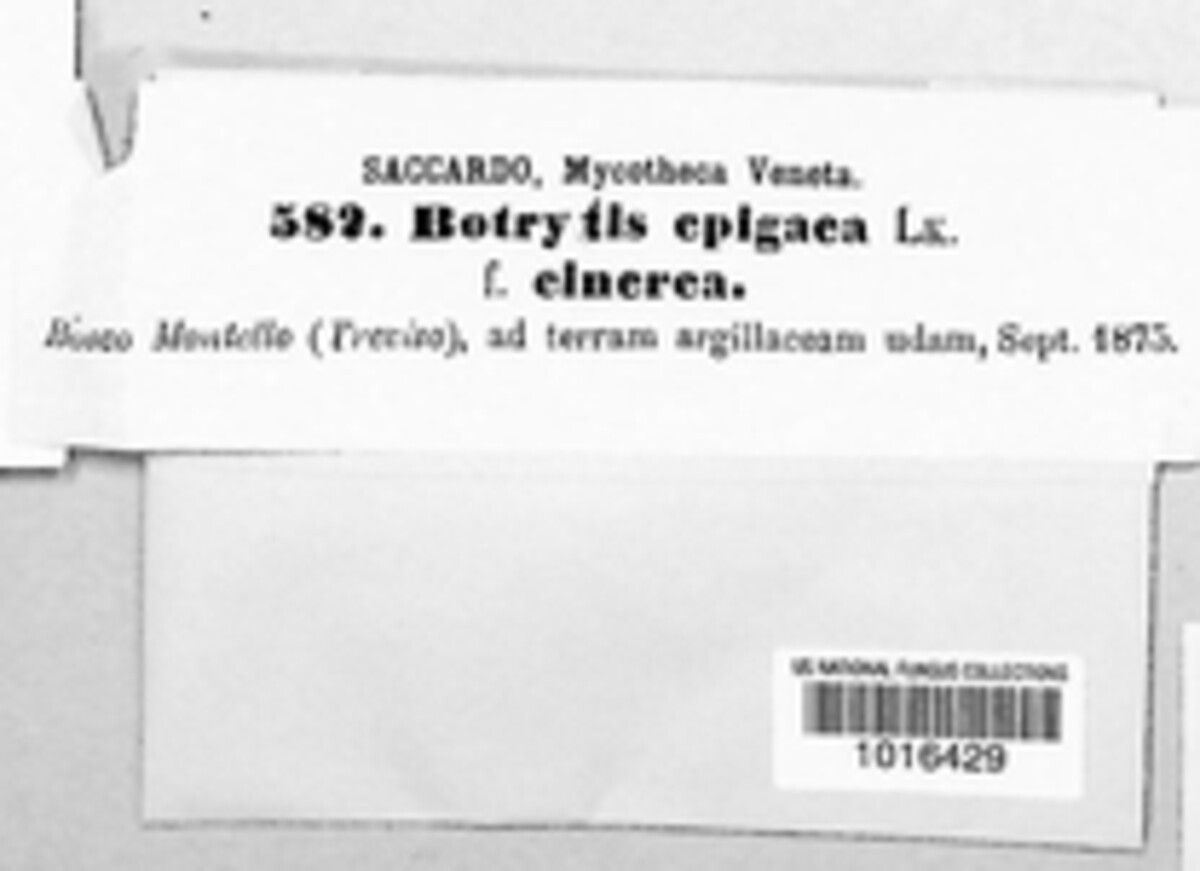 SACCARDO, Mycotheca Veneta.
582. Botrytis epigaea Lk.
f. cinerea.
Bosco Montello (Treviso), ad terram argillaceam udam, Sept. 1875.
US NATIONAL FUNGUS COLLECTIONS
1016429